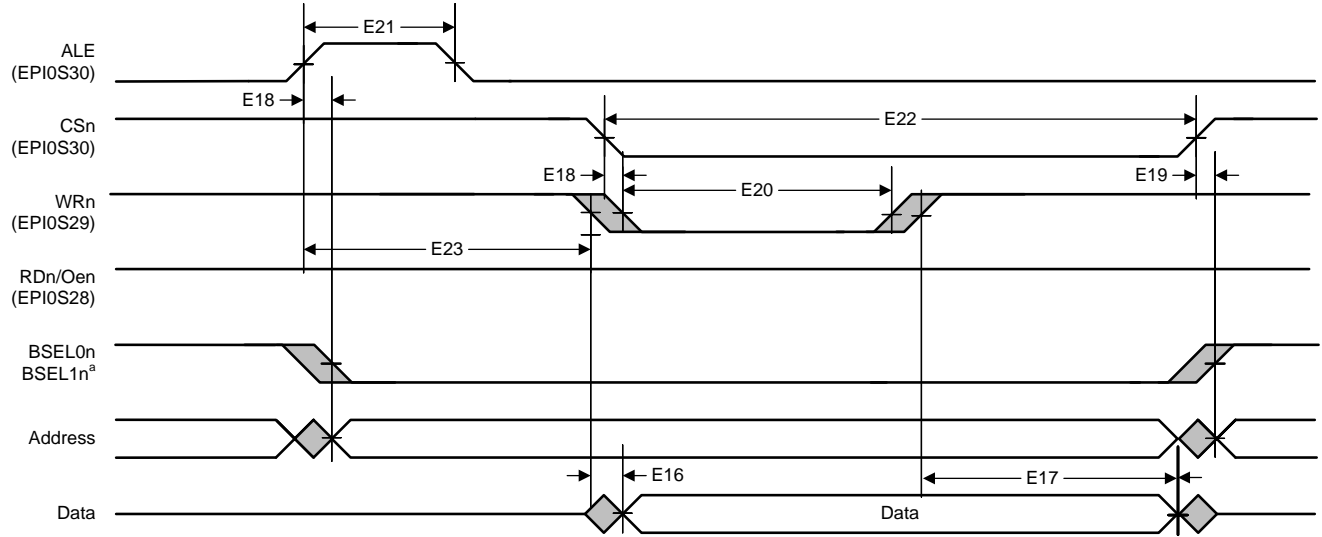 E21
ALE
(EPI0S30)
E18
CSn
(EPI0S30)
E22
E18
E20
E19
WRn
(EPI0S29)
E23
RDn/Oen
(EPI0S28)
BSEL0n
BSEL1nª
Address
E16
E17
Data
Data